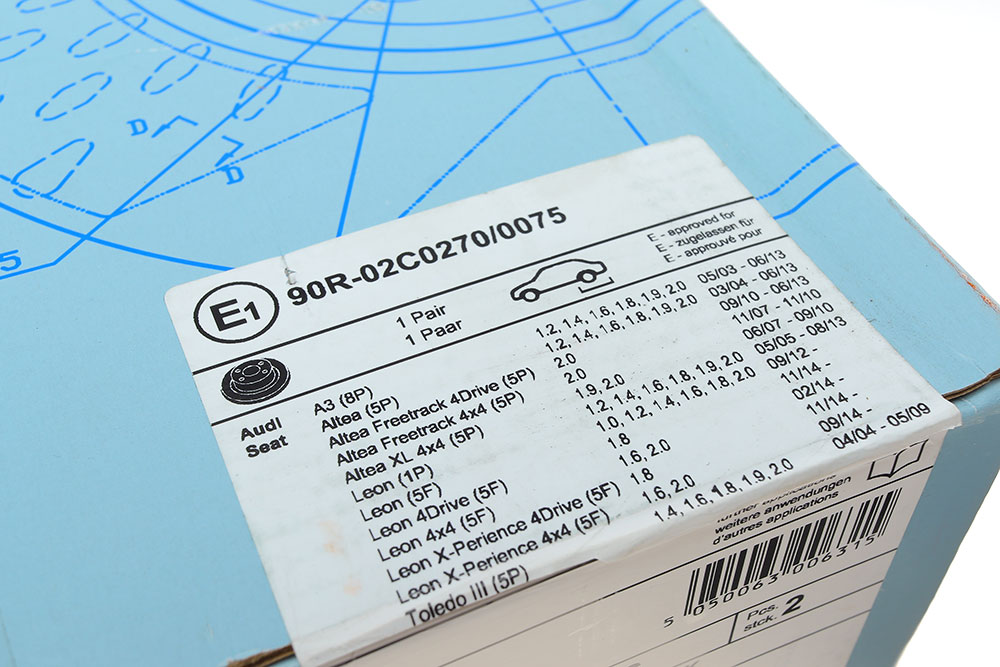 D
D
5
E1 90R-02C0270/0075
1 Pair
1 Paar
E - approved for
E - zugelassen für
E - approuvé pour
Audi A3 (8P) 1.2, 1.4, 1.6, 1.8, 1.9, 2.0 05/03 - 06/13
Seat Altea (5P) 1.2, 1.4, 1.6, 1.8, 1.9, 2.0 03/04 - 06/13
Altea Freetrack 4Drive (5P) 2.0 09/10 - 06/13
Altea Freetrack 4x4 (5P) 2.0 11/07 - 11/10
Altea XL 4x4 (5P) 1.9, 2.0 06/07 - 09/10
Leon (1P) 1.2, 1.4, 1.6, 1.8, 1.9, 2.0 05/05 - 08/13
Leon (5F) 1.0, 1.2, 1.4, 1.6, 1.8, 2.0 09/12 -
Leon 4Drive (5F) 1.8 11/14 -
Leon 4x4 (5F) 1.6, 2.0 02/14 -
Leon X-Perience 4Drive (5F) 1.8 11/14 -
Leon X-Perience 4x4 (5F) 1.6, 2.0 09/14 -
Toledo III (5P) 1.4, 1.6, 1.8, 1.9, 2.0 04/04 - 05/09
further applications
weitere anwendungen
d'autres applications
5 050063 006315
Pcs.
stck. 2